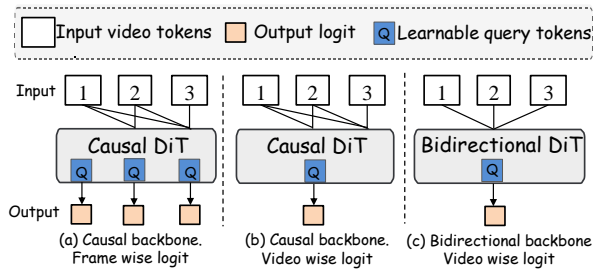 Input video tokens
Output logit
Q Learnable query tokens
Input 1 2 3 1 2 3 1 2 3
Causal DiT Causal DiT Bidirectional DiT
Q Q Q Q Q
Output
(a) Causal backbone. (b) Causal backbone. (c) Bidirectional backbone
Frame wise logit Video wise logit Video wise logit